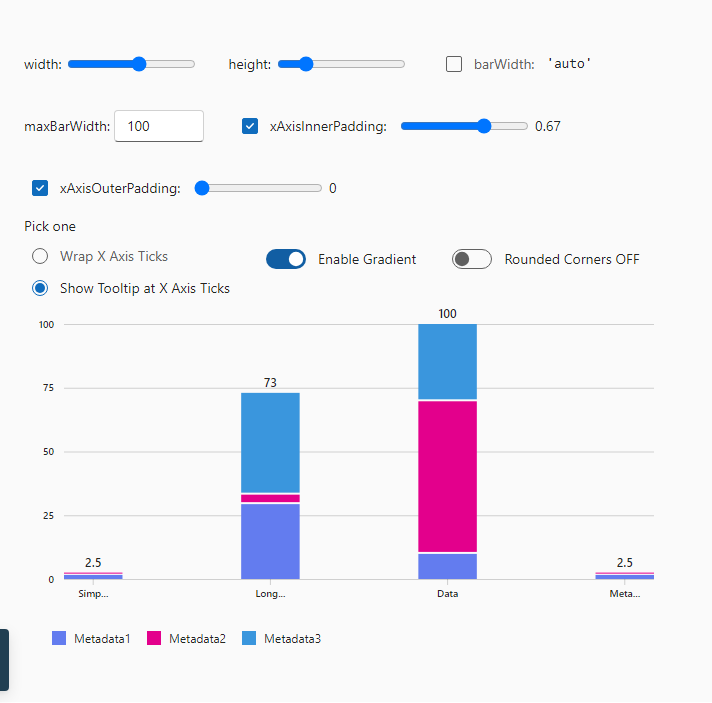 width: height: barWidth: 'auto'
maxBarWidth: 100 xAxisInnerPadding: 0.67
xAxisOuterPadding: 0
Pick one
Wrap X Axis Ticks Enable Gradient Rounded Corners OFF
Show Tooltip at X Axis Ticks
100
100
73
75
50
25
2.5 2.5
0
Simp... Long... Data Meta...
Metadata1 Metadata2 Metadata3